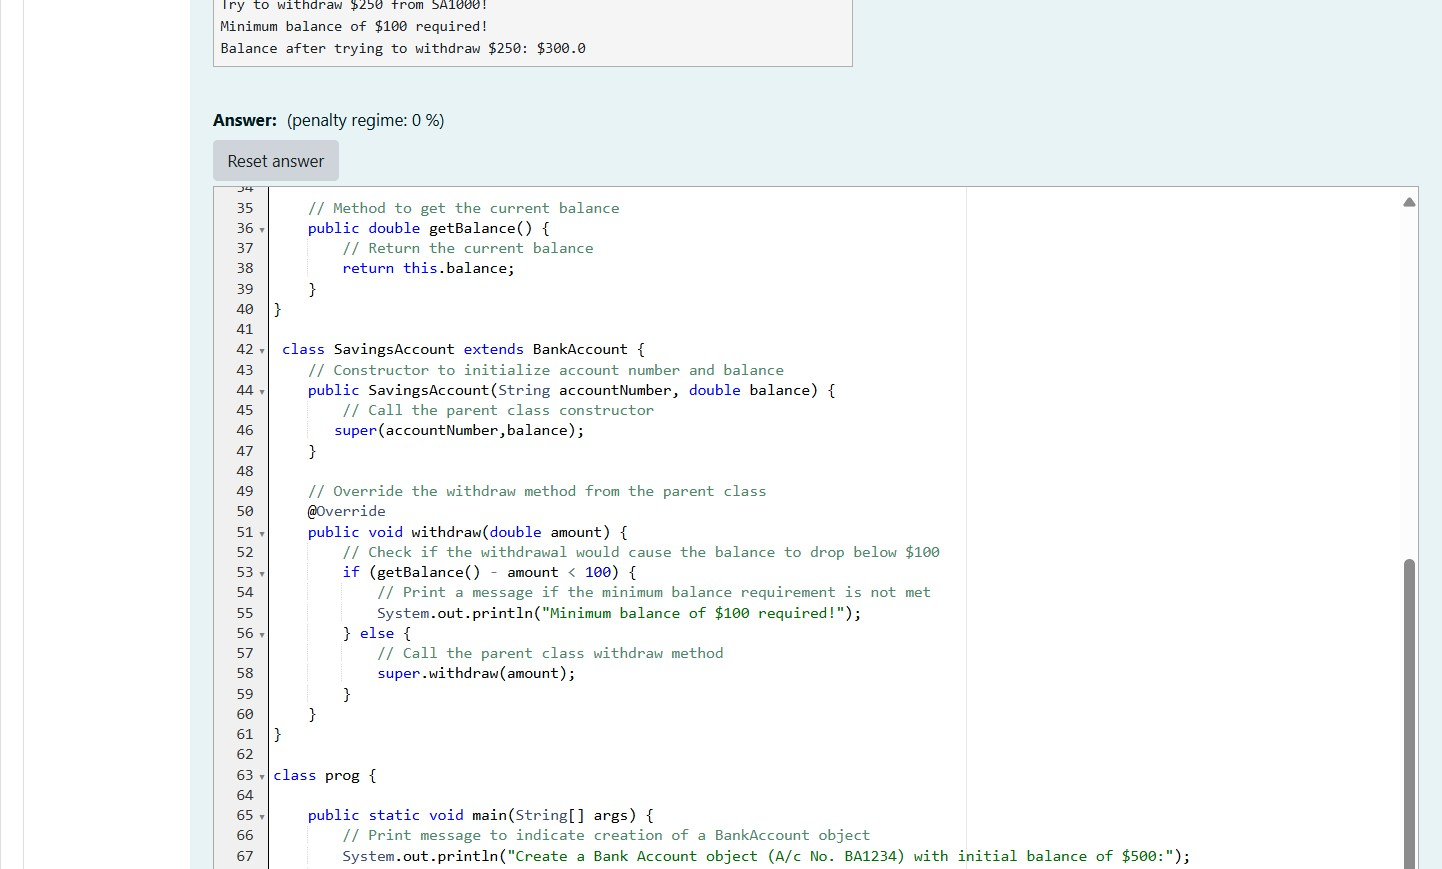 Try to withdraw $250 from SA1000!
Minimum balance of $100 required!
Balance after trying to withdraw $250: $300.0
Answer: (penalty regime: 0 %)
Reset answer
34
35 // Method to get the current balance
36 public double getBalance() {
37 // Return the current balance
38 return this.balance;
39 }
40 }
41
42 class SavingsAccount extends BankAccount {
43 // Constructor to initialize account number and balance
44 public SavingsAccount(String accountNumber, double balance) {
45 // Call the parent class constructor
46 super(accountNumber,balance);
47 }
48
49 // Override the withdraw method from the parent class
50 @Override
51 public void withdraw(double amount) {
52 // Check if the withdrawal would cause the balance to drop below $100
53 if (getBalance() - amount < 100) {
54 // Print a message if the minimum balance requirement is not met
55 System.out.println("Minimum balance of $100 required!");
56 } else {
57 // Call the parent class withdraw method
58 super.withdraw(amount);
59 }
60 }
61 }
62
63 class prog {
64
65 public static void main(String[] args) {
66 // Print message to indicate creation of a BankAccount object
67 System.out.println("Create a Bank Account object (A/c No. BA1234) with initial balance of $500:");